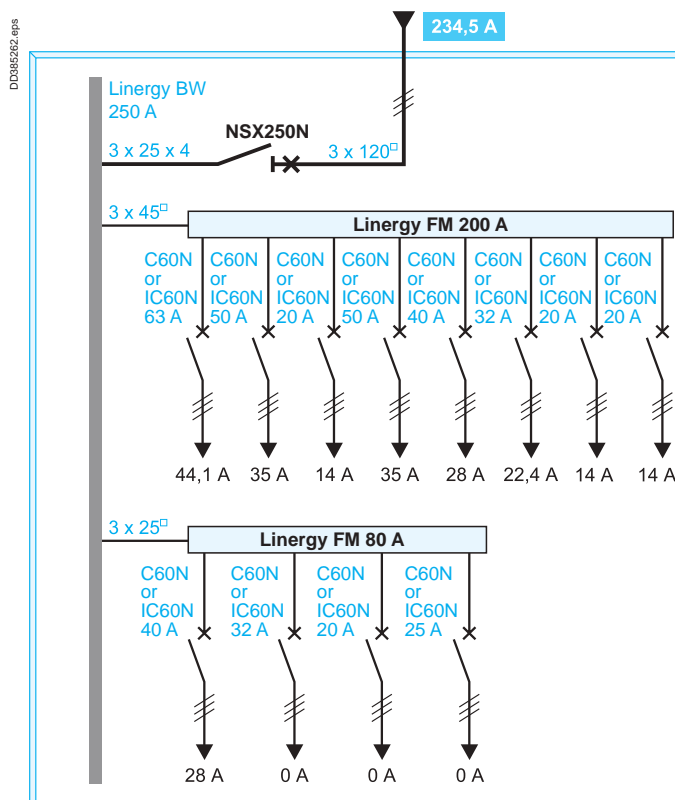 DD385262.eps
234,5 A
Linergy BW
250 A
NSX250N
3 x 25 x 4
3 x 120□
3 x 45□
Linergy FM 200 A
C60N C60N C60N C60N C60N C60N C60N C60N
or or or or or or or or
IC60N IC60N IC60N IC60N IC60N IC60N IC60N IC60N
63 A 50 A 20 A 50 A 40 A 32 A 20 A 20 A
44,1 A 35 A 14 A 35 A 28 A 22,4 A 14 A 14 A
3 x 25□
Linergy FM 80 A
C60N C60N C60N C60N
or or or or
IC60N IC60N IC60N IC60N
40 A 32 A 20 A 25 A
28 A 0 A 0 A 0 A